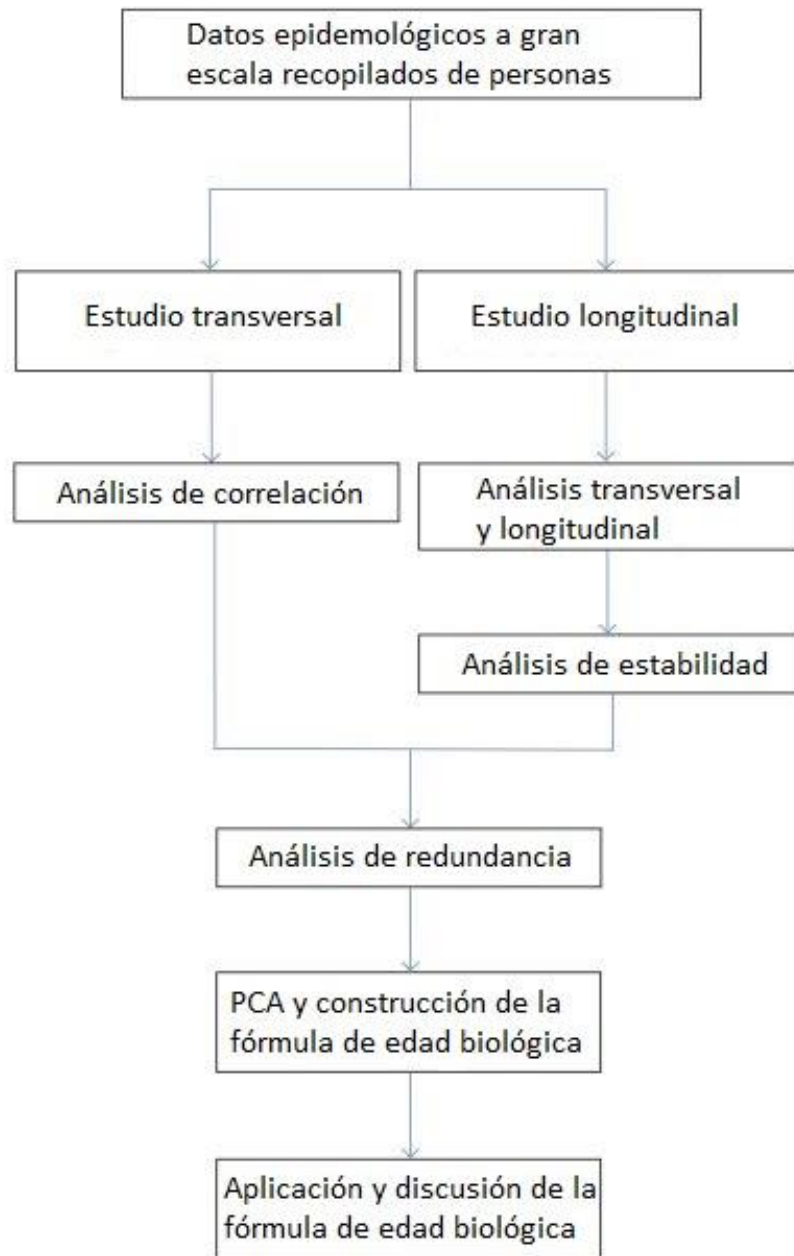 Datos epidemológicos a gran
escala recopilados de personas
Estudio transversal
Estudio longitudinal
Análisis de correlación
Análisis transversal
y longitudinal
Análisis de estabilidad
Análisis de redundancia
PCA y construcción de la
fórmula de edad biológica
Aplicación y discusión de la
fórmula de edad biológica